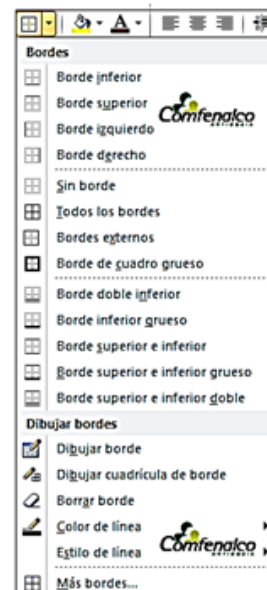 A
Bordes
Borde inferior
Borde superior
Comfenalco
ANTIOQUIA
Borde izquierdo
Borde derecho
Sin borde
Todos los bordes
Bordes externos
Borde de cuadro grueso
Borde doble inferior
Borde inferior grueso
Borde superior e inferior
Borde superior e inferior grueso
Borde superior e inferior doble
Dibujar bordes
Dibujar borde
Dibujar cuadrícula de borde
Borrar borde
Color de línea
Estilo de línea
Comfenalco
ANTIOQUIA
Más bordes...